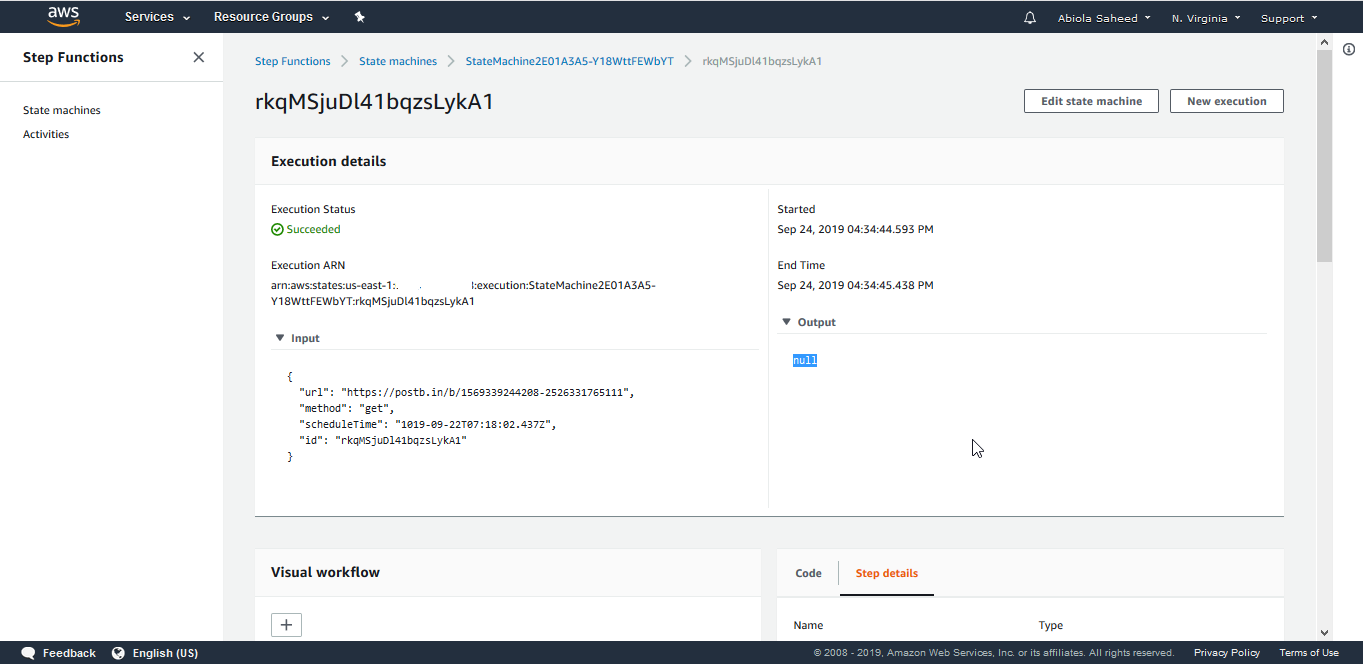 aws
Services
Resource Groups
Abiola Saheed
N. Virginia
Support
Step Functions
State machines
Activities
Step Functions
State machines
StateMachine2E01A3A5-Y18WttFEWbYT
rkqMSjuDl41bqzsLykA1
rkqMSjuDl41bqzsLykA1
Edit state machine
New execution
Execution details
Execution Status
Succeeded
Execution ARN
arn:aws:states:us-east-1:. . l:execution:StateMachine2E01A3A5-
Y18WttFEWbYT:rkqMSjuDl41bqzsLykA1
Input
{
"url": "https://postb.in/b/1569339244208-2526331765111",
"method": "get",
"scheduleTime": "1019-09-22T07:18:02.437Z",
"id": "rkqMSjuDl41bqzsLykA1"
}
Started
Sep 24, 2019 04:34:44.593 PM
End Time
Sep 24, 2019 04:34:45.438 PM
Output
null
Visual workflow
+
Code
Step details
Name
Type
Feedback
English (US)
© 2008 - 2019, Amazon Web Services, Inc. or its affiliates. All rights reserved.
Privacy Policy
Terms of Use